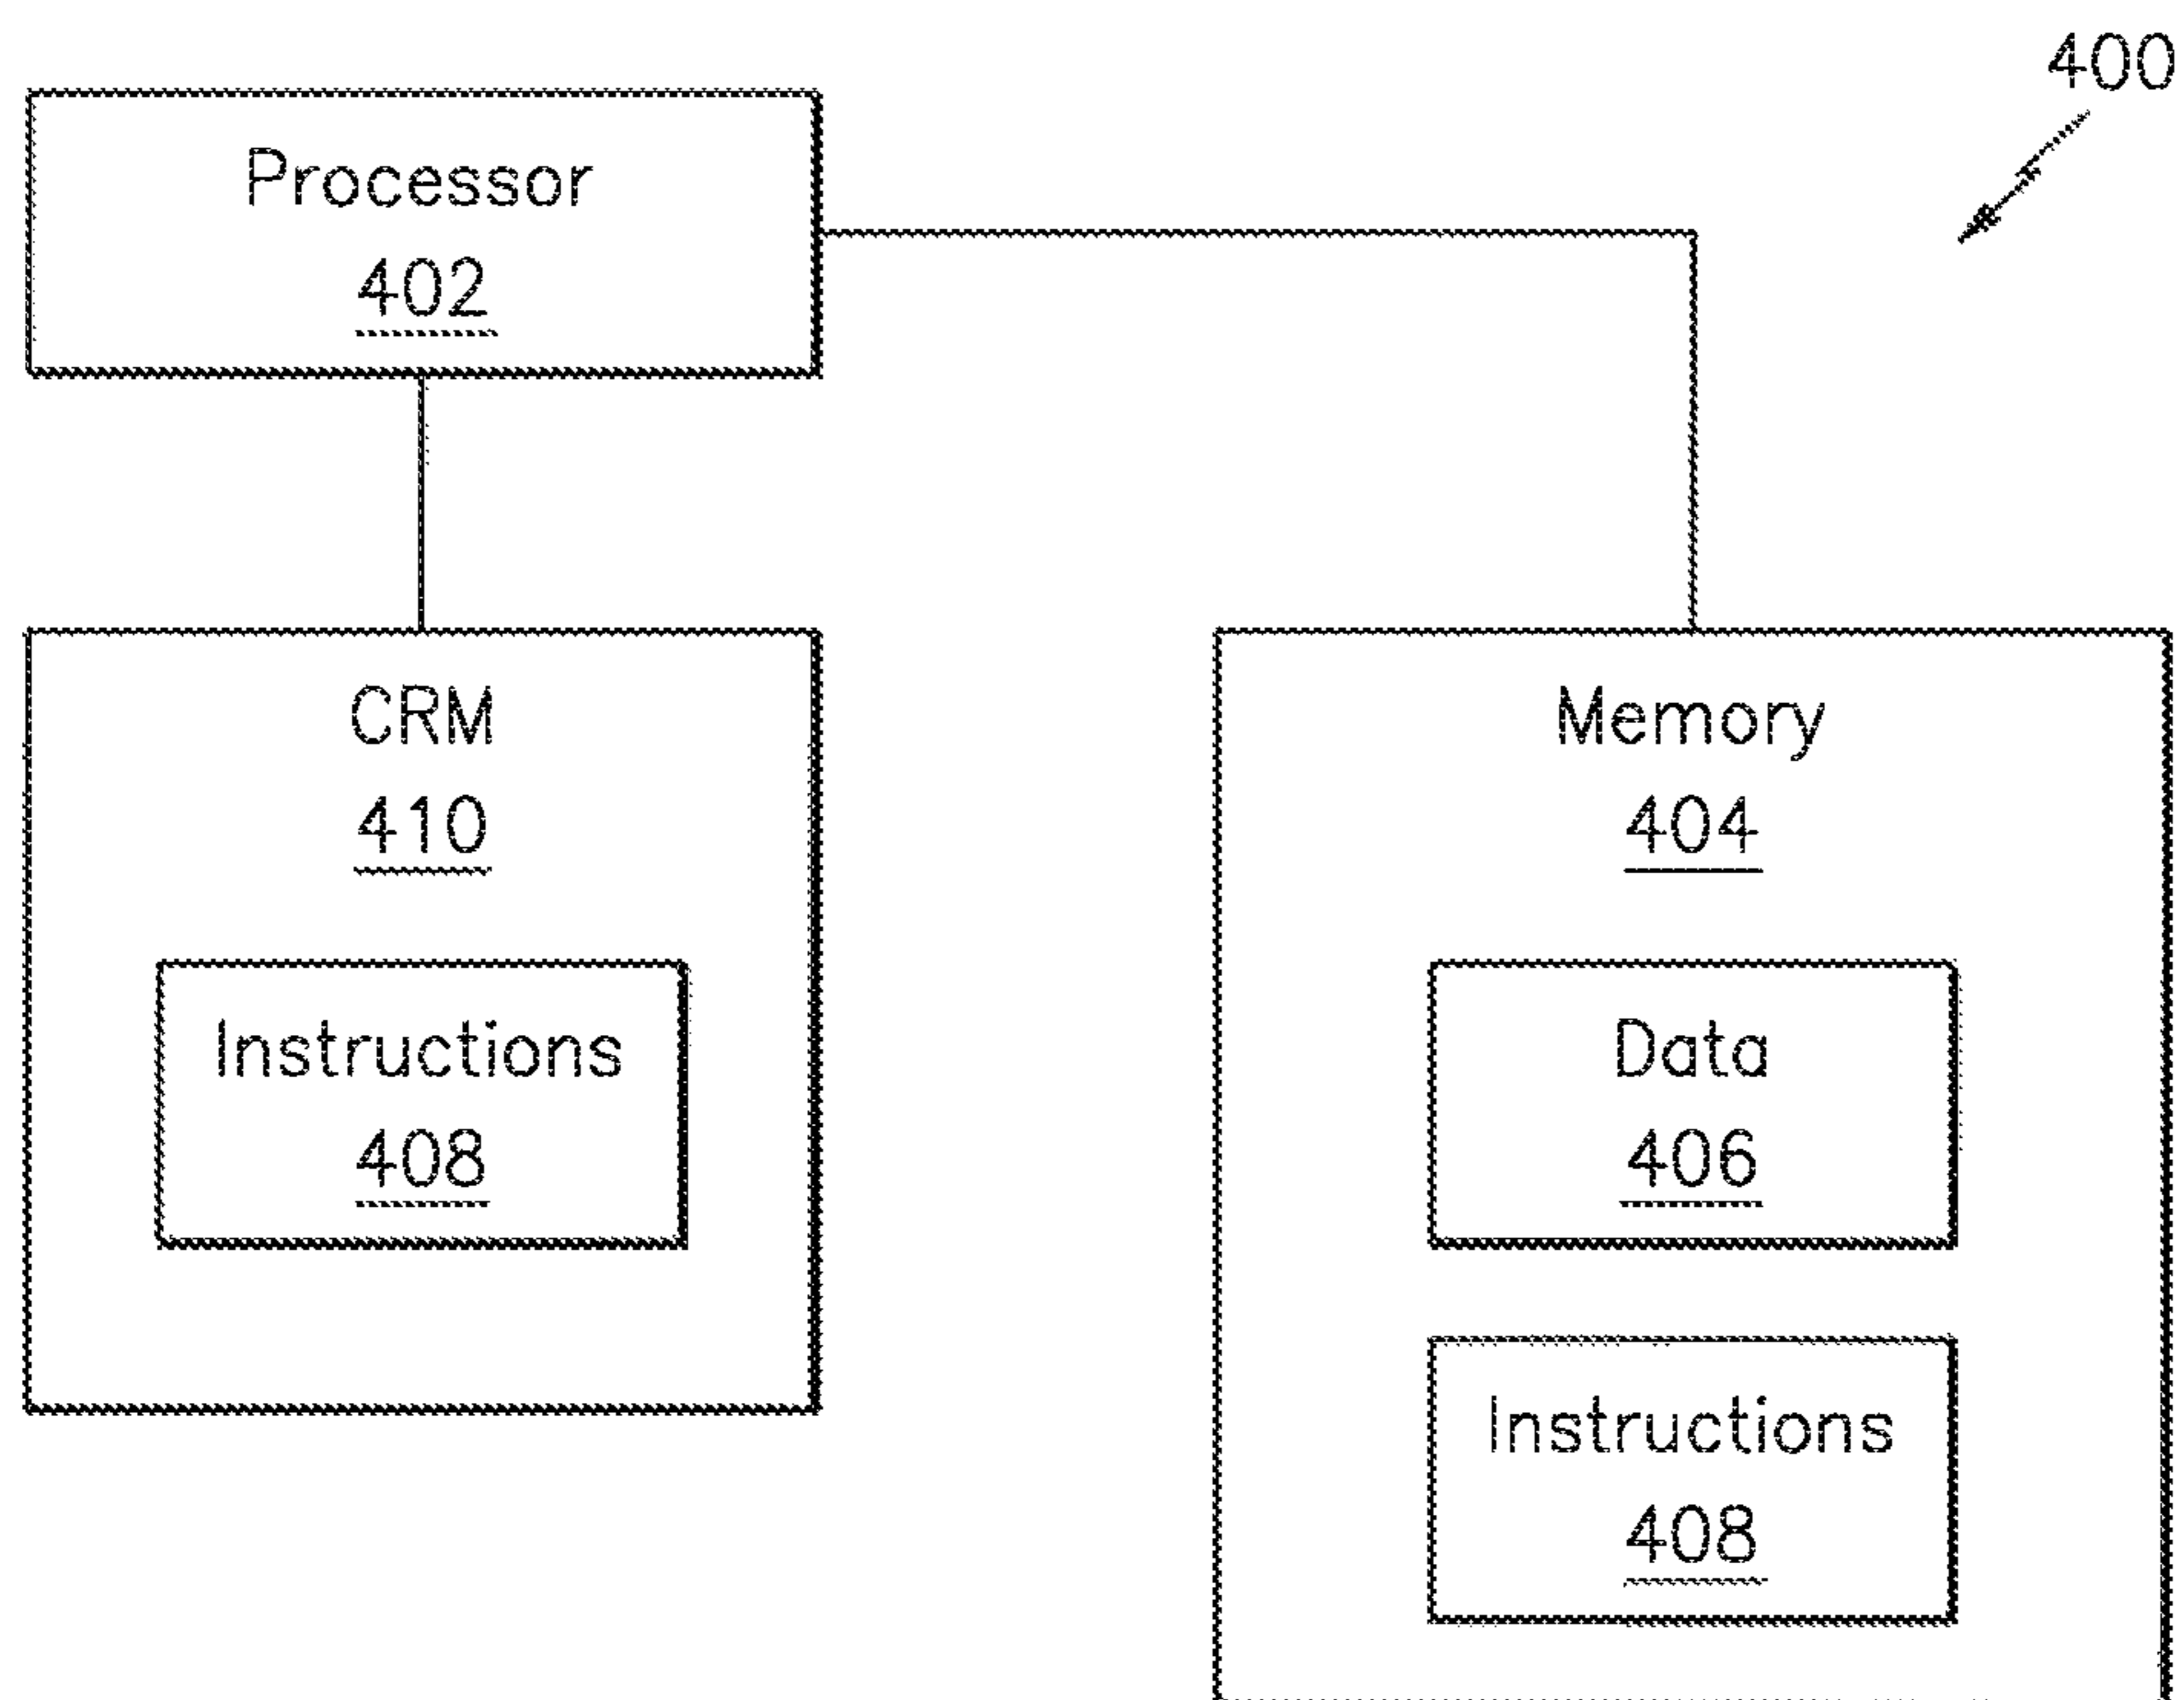 400
Processor
402
CRM
410
Instructions
408
Memory
404
Data
406
Instructions
408